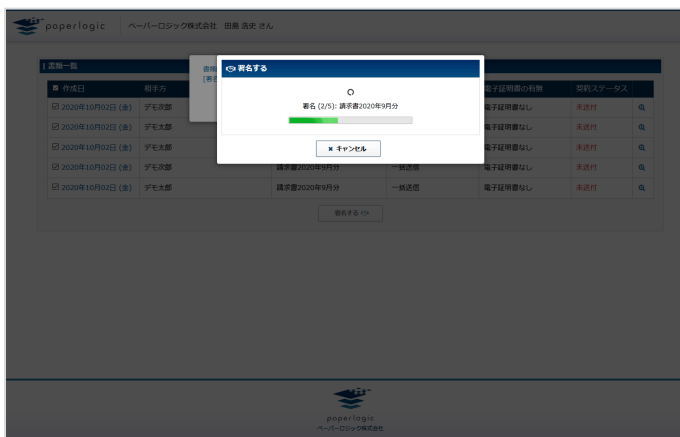 paperlogic ペーパーロジック株式会社 田島 浩史 さん
書類一覧
書類
[署名
署名する
作成日 相手方 電子証明書の有無 契約ステータス
署名 (2/5): 請求書2020年9月分
2020年10月02日 (金) デモ次郎 電子証明書なし 未送付
2020年10月02日 (金) デモ太郎 電子証明書なし 未送付
× キャンセル
2020年10月02日 (金) デモ太郎 電子証明書なし 未送付
2020年10月02日 (金) デモ次郎 請求書2020年9月分 一括送信 電子証明書なし 未送付
2020年10月02日 (金) デモ太郎 請求書2020年9月分 一括送信 電子証明書なし 未送付
署名する
paperlogic
ペーパーロジック株式会社